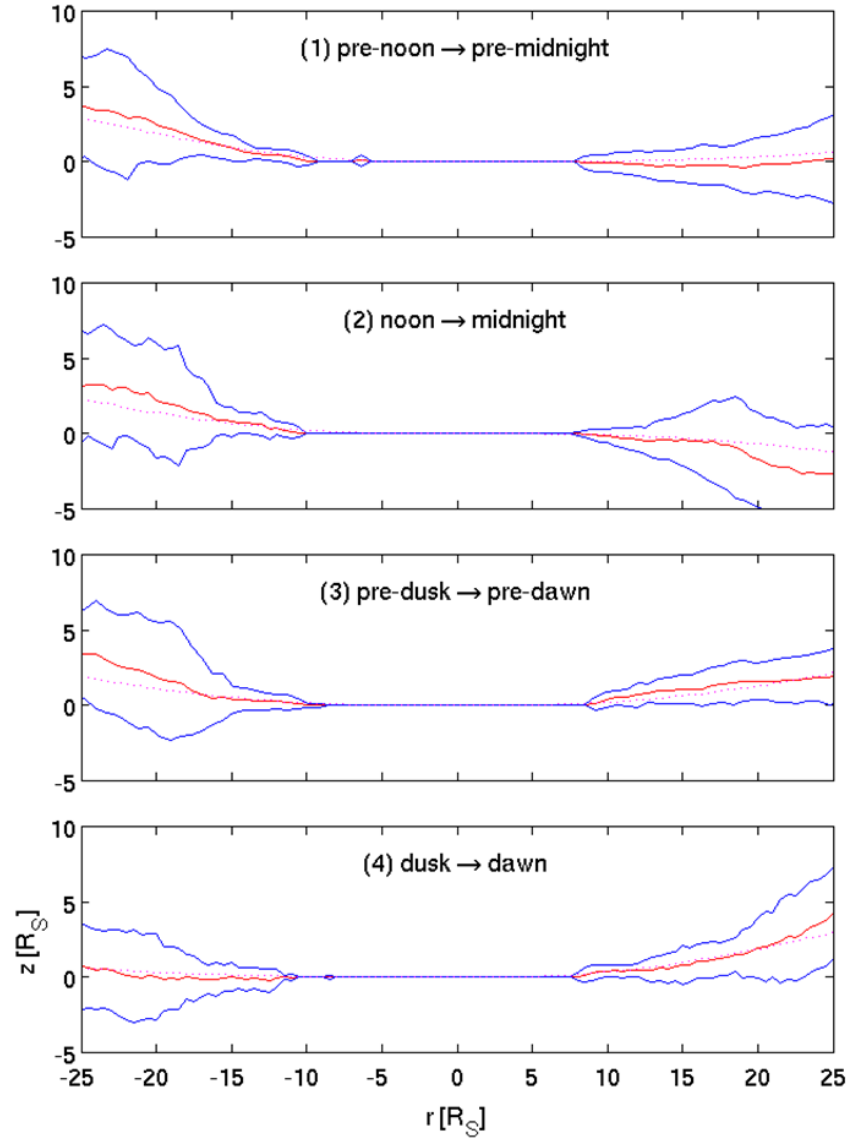 10
(1) pre-noon → pre-midnight
5
0
-5
10
(2) noon → midnight
5
0
-5
10
(3) pre-dusk → pre-dawn
5
0
-5
10
(4) dusk → dawn
5
z [R_S]
0
-5
-25 -20 -15 -10 -5 0 5 10 15 20 25
r [R_S]